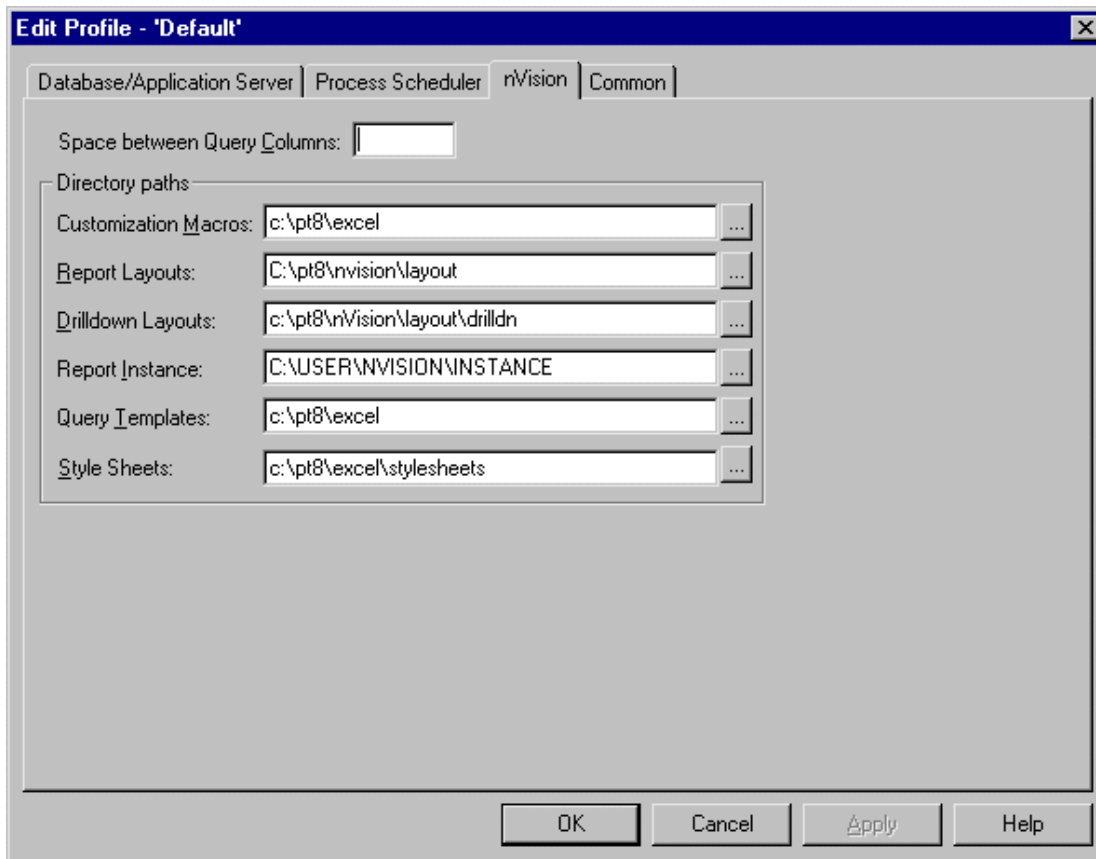 Edit Profile - 'Default'
Database/Application Server Process Scheduler nVision Common
Space between Query Columns:
Directory paths
Customization Macros: c:\pt8\excel ...
Report Layouts: C:\pt8\nvision\layout ...
Drilldown Layouts: c:\pt8\nVision\layout\drilldn ...
Report Instance: C:\USER\NVISION\INSTANCE ...
Query Templates: c:\pt8\excel ...
Style Sheets: c:\pt8\excel\stylesheets ...
OK Cancel Apply Help